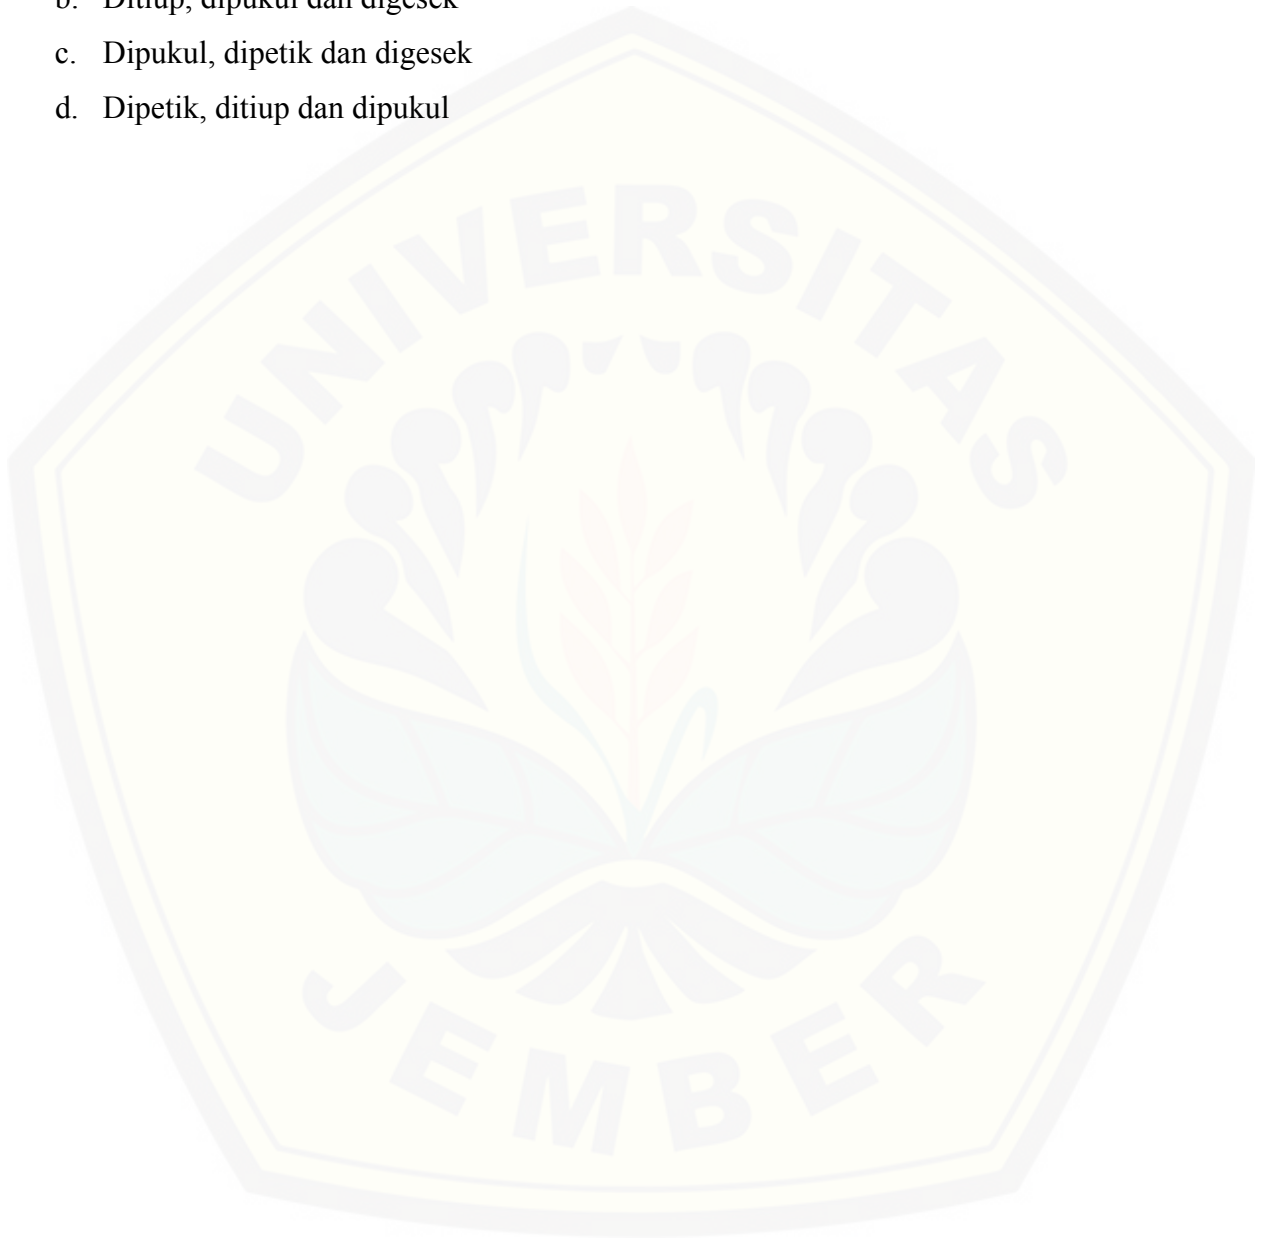 b. Ditiup, dipukul dan digesek
c. Dipukul, dipetik dan digesek
d. Dipetik, ditiup dan dipukul
UNIVERSITAS
JEMBER